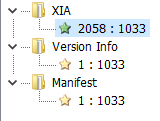 XIA
2058 : 1033
Version Info
1 : 1033
Manifest
1 : 1033